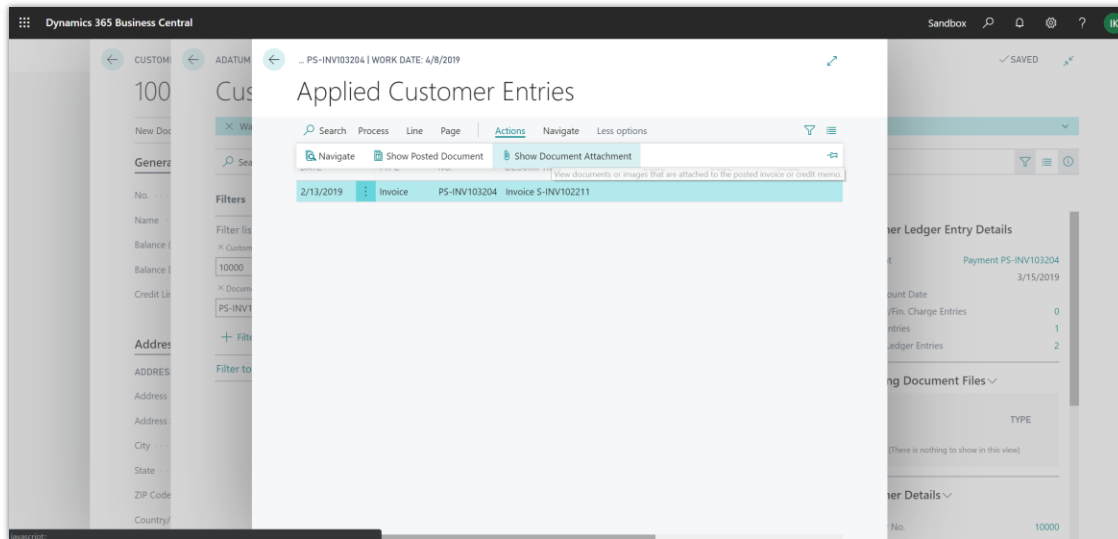 Dynamics 365 Business Central
Sandbox
?
IK
CUSTOM
ADATUM
... PS-INV103204 | WORK DATE: 4/8/2019
✓ SAVED
100
Cus
Applied Customer Entries
New Doc
Search Process Line Page Actions Navigate Less options
Navigate Show Posted Document Show Document Attachment
View documents or images that are attached to the posted invoice or credit memo.
2/13/2019 Invoice PS-INV103204 Invoice S-INV102211
Genera
Sea
No.
Name
Balance (
Balance D
Credit Lin
Filters
Filter lis
× Custom
10000
× Docum
PS-INV1
+ Filte
Filter to
Addres
ADDRES
Address
Address
City
State
ZIP Code
Country/
er Ledger Entry Details
Payment PS-INV103204
3/15/2019
ount Date
/Fin. Charge Entries 0
ntries 1
edger Entries 2
ng Document Files
TYPE
(There is nothing to show in this view)
er Details
No. 10000
javascript: